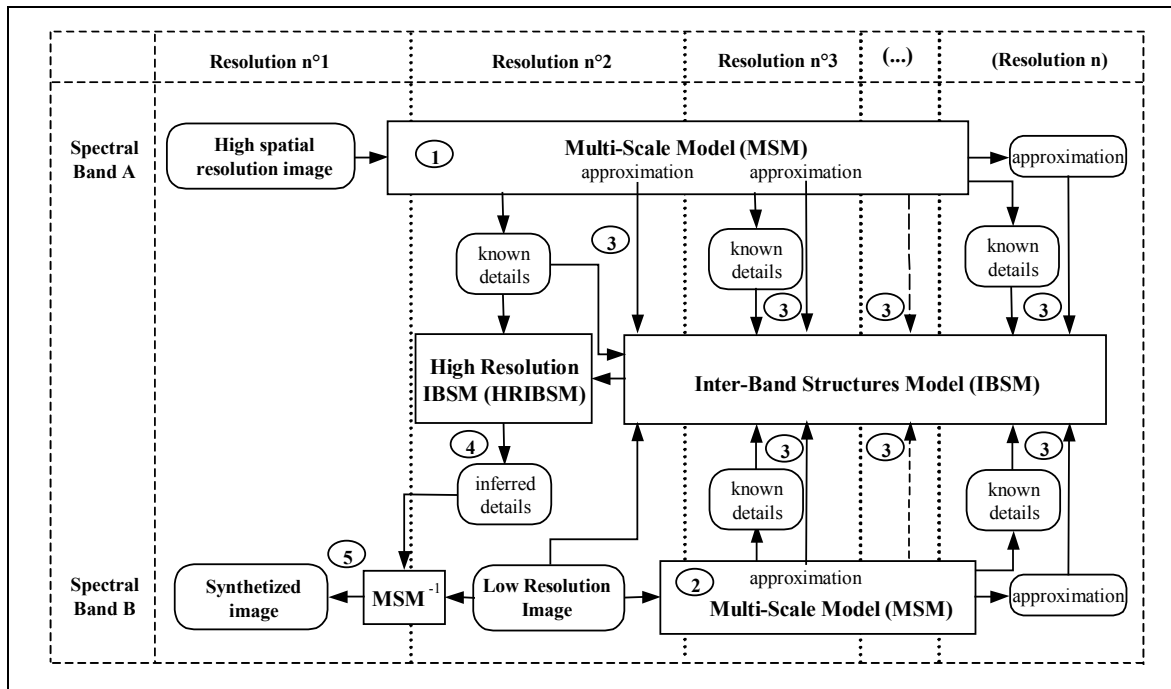 Resolution n°1
Resolution n°2
Resolution n°3
(...)
(Resolution n)
Spectral
Band A
High spatial
resolution image
1
Multi-Scale Model (MSM)
approximation
approximation
approximation
known
details
3
known
details
known
details
3
3
3
High Resolution
IBSM (HRIBSM)
Inter-Band Structures Model (IBSM)
4
3
3
3
inferred
details
known
details
known
details
5
Spectral
Band B
Synthetized
image
MSM-1
Low Resolution
Image
2
approximation
Multi-Scale Model (MSM)
approximation